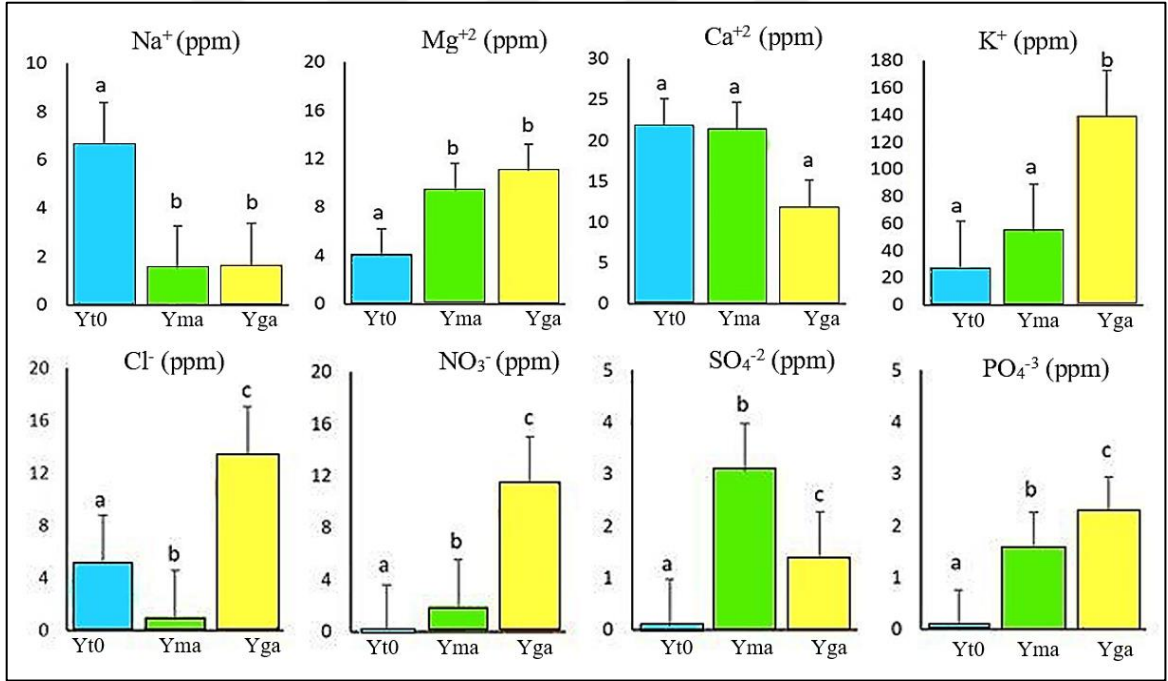 Na⁺ (ppm)
10
8
6
4
2
0
a
b
b
Yt0 Yma Yga
Mg⁺² (ppm)
20
16
12
8
4
0
a
b
b
Yt0 Yma Yga
Ca⁺² (ppm)
30
25
20
15
10
5
0
a
a
a
Yt0 Yma Yga
K⁺ (ppm)
180
160
140
120
100
80
60
40
20
0
a
a
b
Yt0 Yma Yga
Cl⁻ (ppm)
20
16
12
8
4
0
a
b
c
Yt0 Yma Yga
NO₃⁻ (ppm)
20
16
12
8
4
0
a
b
c
Yt0 Yma Yga
SO₄⁻² (ppm)
5
4
3
2
1
0
a
b
c
Yt0 Yma Yga
PO₄⁻³ (ppm)
5
4
3
2
1
0
a
b
c
Yt0 Yma Yga